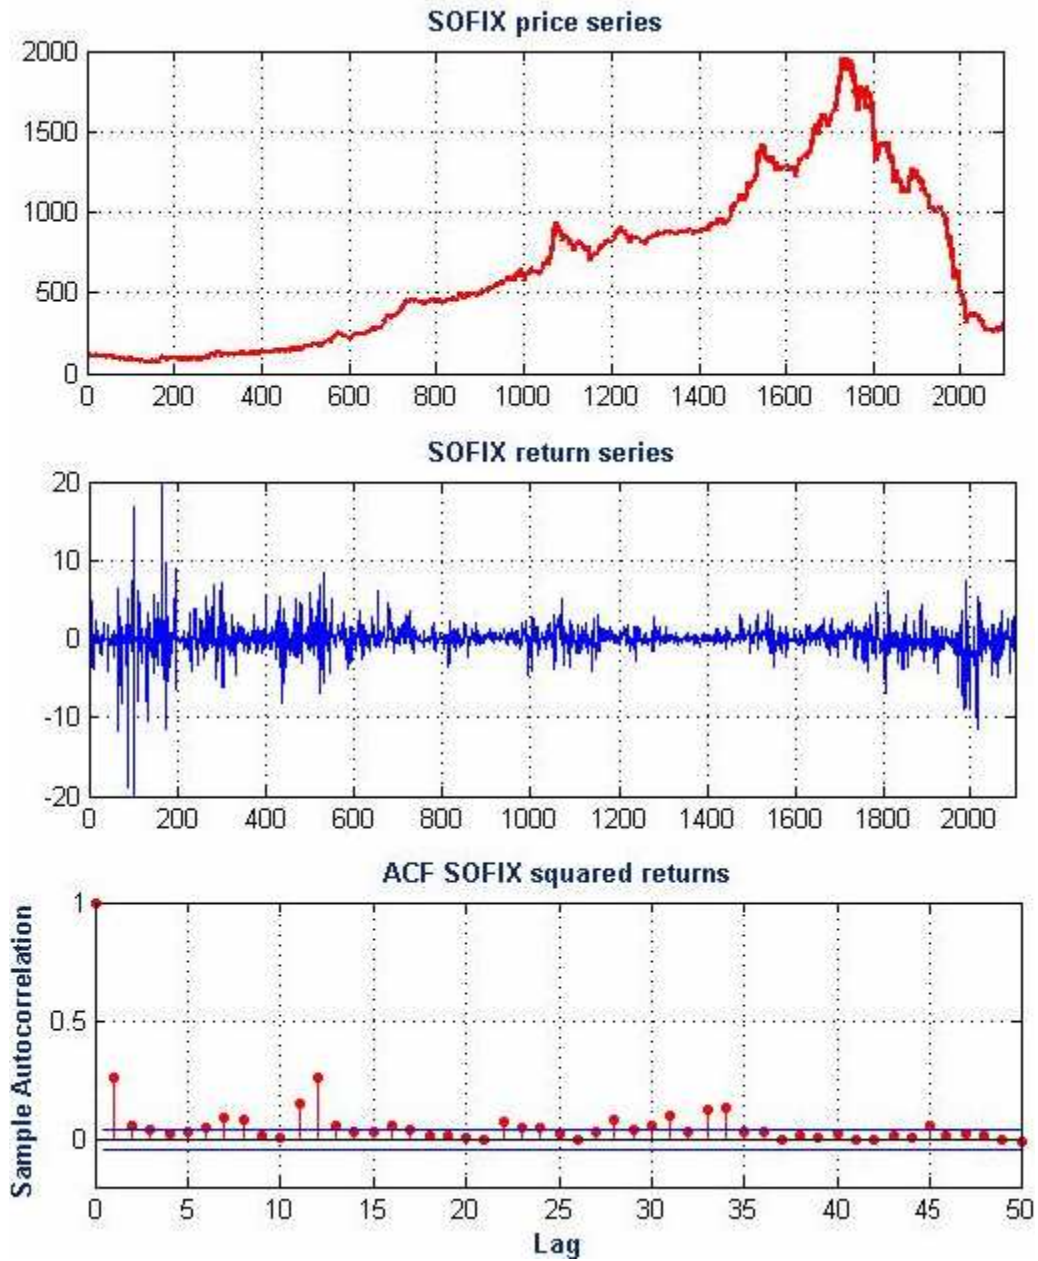 SOFIX price series
2000
1500
1000
500
0
0 200 400 600 800 1000 1200 1400 1600 1800 2000
SOFIX return series
20
10
0
-10
-20
0 200 400 600 800 1000 1200 1400 1600 1800 2000
ACF SOFIX squared returns
Sample Autocorrelation
1
0.5
0
0 5 10 15 20 25 30 35 40 45 50
Lag